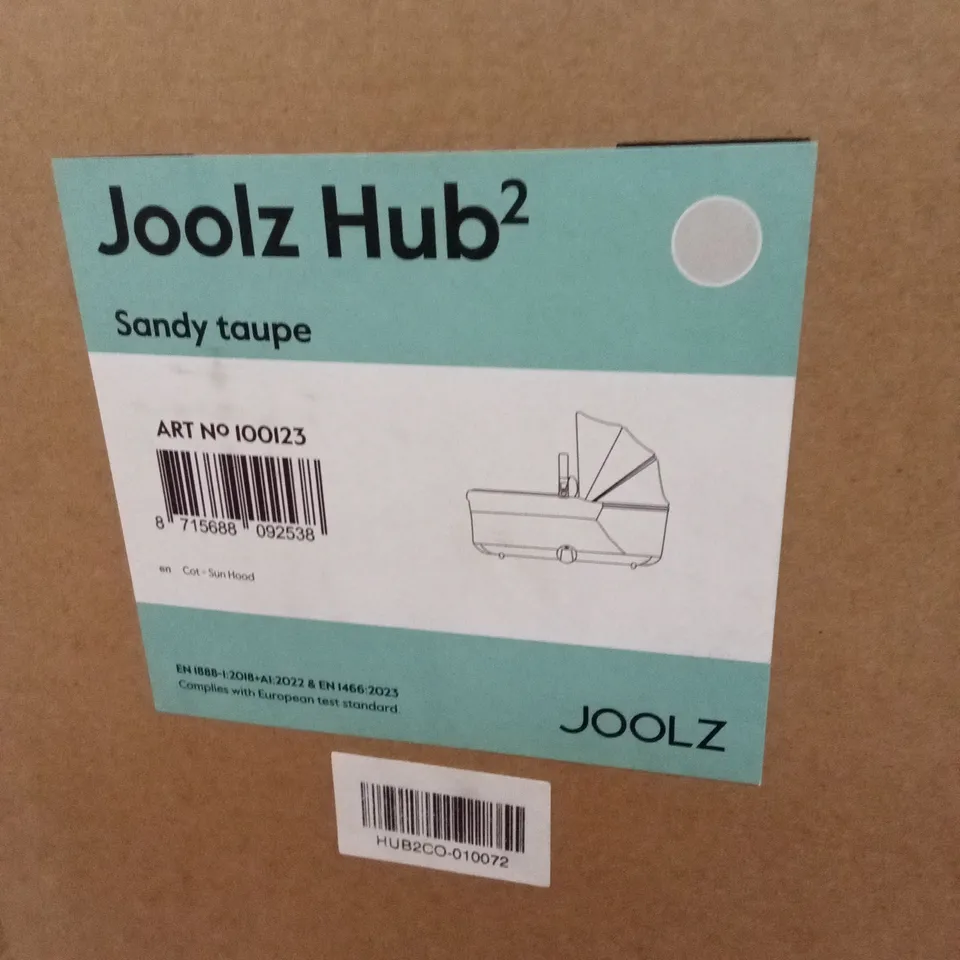 Joolz Hub²
Sandy taupe
ART Nº 100123
8 715688 092538
en Cot - Sun Hood
EN 1888-1:2018+A1:2022 & EN 1466:2023
Complies with European test standard.
JOOLZ
HUB2CO-010072